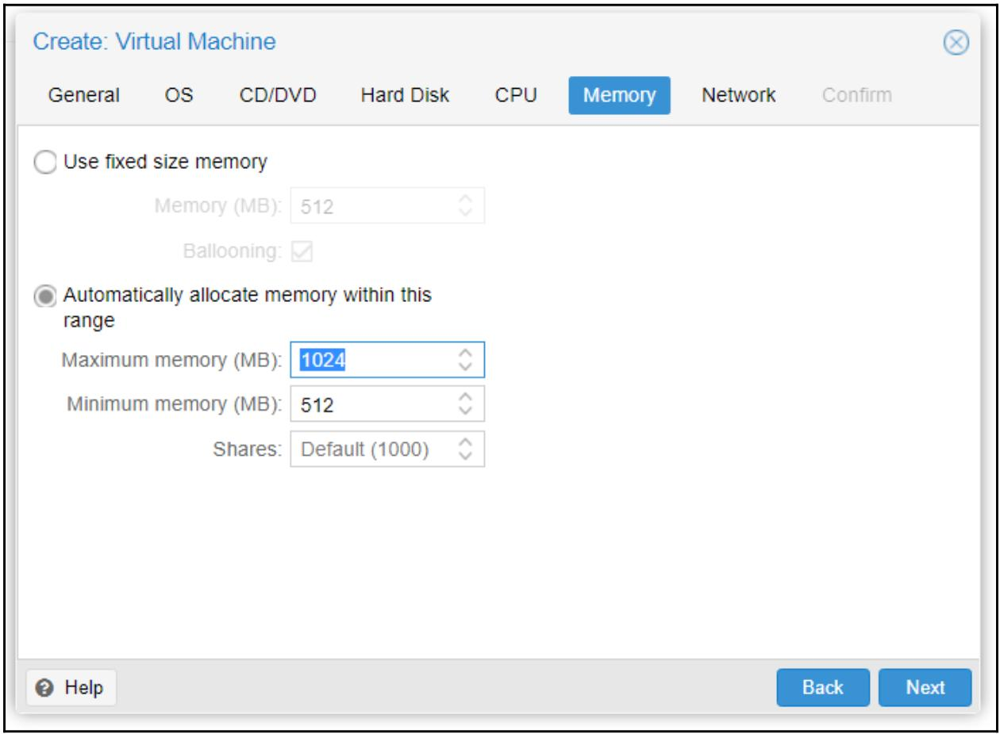 Create: Virtual Machine
General OS CD/DVD Hard Disk CPU Memory Network Confirm
Use fixed size memory
Memory (MB): 512
Ballooning:
Automatically allocate memory within this
range
Maximum memory (MB): 1024
Minimum memory (MB): 512
Shares: Default (1000)
Help Back Next